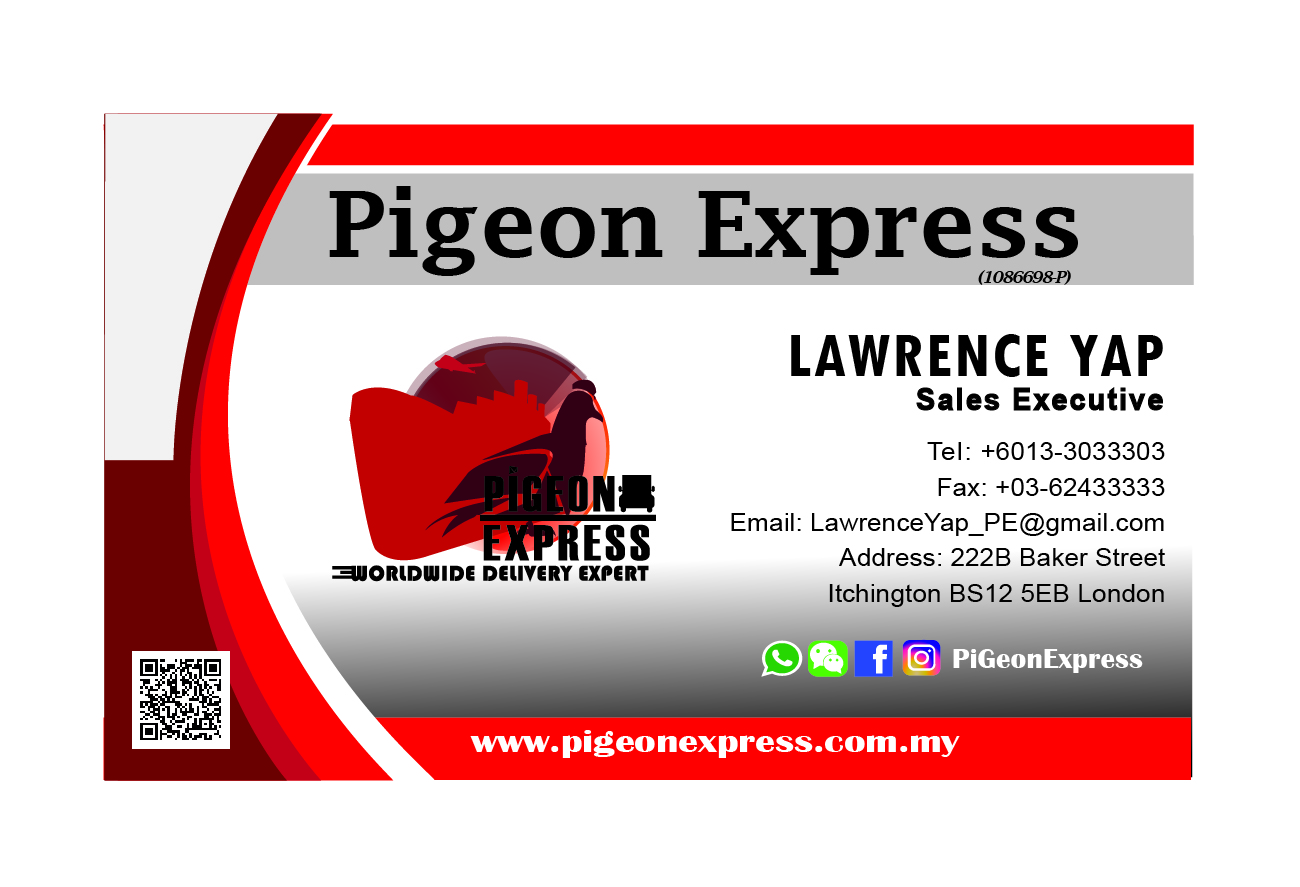 Pigeon Express
(1086698-P)
LAWRENCE YAP
Sales Executive
Tel: +6013-3033303
Fax: +03-62433333
Email: LawrenceYap_PE@gmail.com
Address: 222B Baker Street
Itchington BS12 5EB London
PiGEON
EXPRESS
WORLDWIDE DELIVERY EXPERT
PiGeonExpress
www.pigeonexpress.com.my